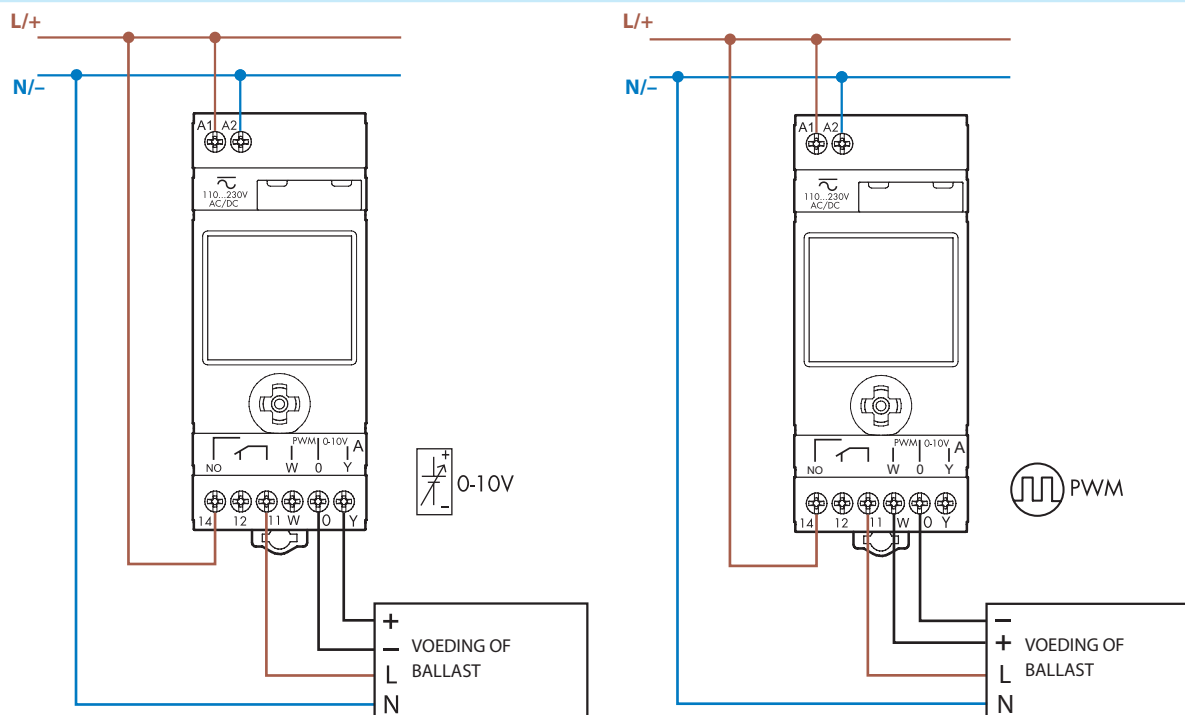 L/+
N/–
A1 A2
110...230V
AC/DC
PWM 0-10V A
NO W 0 Y
14 12 11 W 0 Y
0-10V
+
–
+
– VOEDING OF
L BALLAST
N
L/+
N/–
A1 A2
110...230V
AC/DC
PWM 0-10V A
NO W 0 Y
14 12 11 W 0 Y
PWM
–
+ VOEDING OF
L BALLAST
N